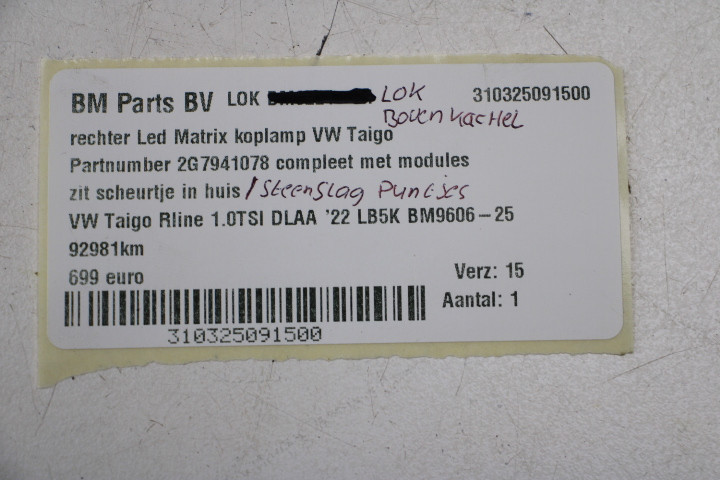 BM Parts BV LOK LOK 310325091500
Bovenkachel
rechter Led Matrix koplamp VW Taigo
Partnumber 2G7941078 compleet met modules
zit scheurtje in huis / Steenslag Puntjes
VW Taigo Rline 1.0TSI DLAA '22 LB5K BM9606-25
92981km
699 euro Verz: 15
Aantal: 1
310325091500